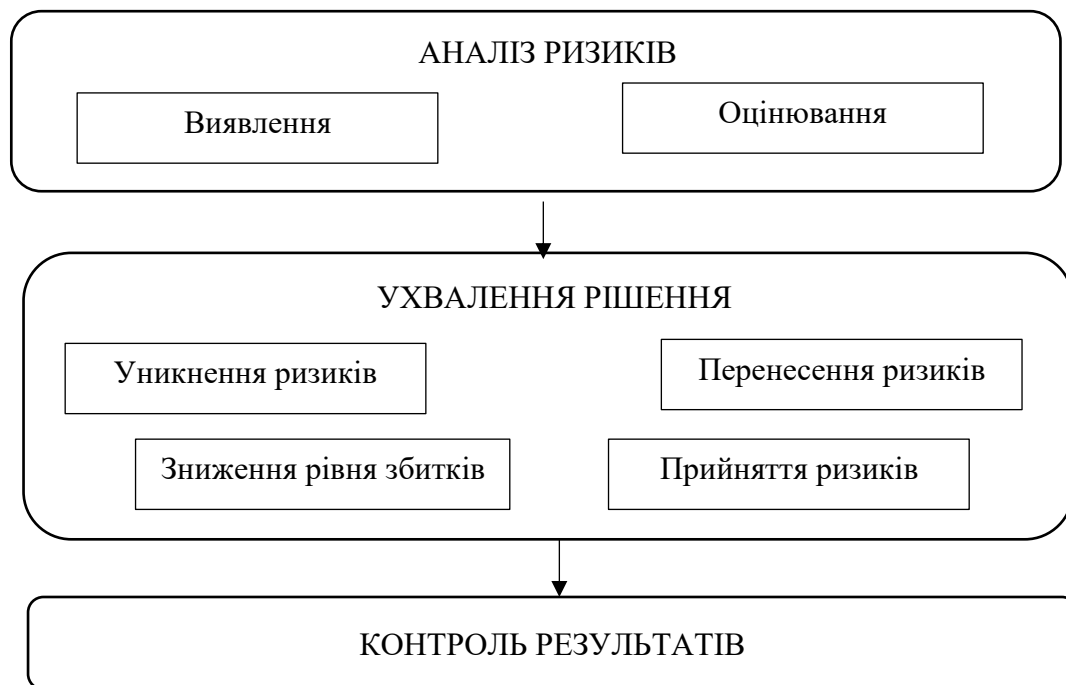 АНАЛІЗ РИЗИКІВ
Виявлення
Оцінювання
УХВАЛЕННЯ РІШЕННЯ
Уникнення ризиків
Перенесення ризиків
Зниження рівня збитків
Прийняття ризиків
КОНТРОЛЬ РЕЗУЛЬТАТІВ